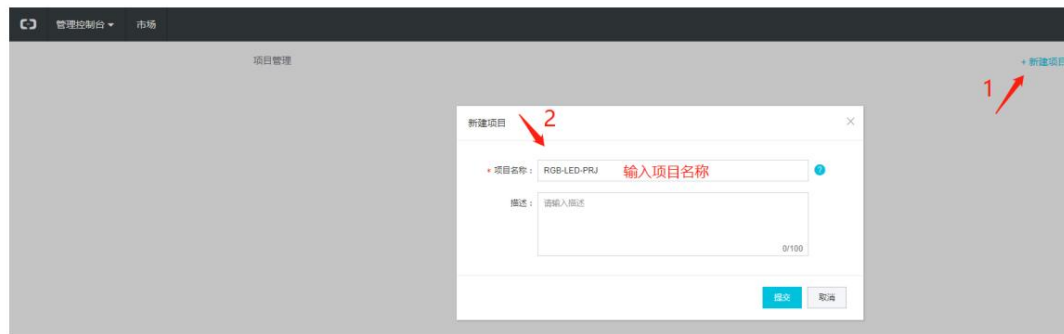 管理控制台 市场
项目管理
+ 新建项目
1
新建项目 2
* 项目名称： RGB-LED-PRJ 输入项目名称 ?
描述： 请输入描述
0/100
提交 取消